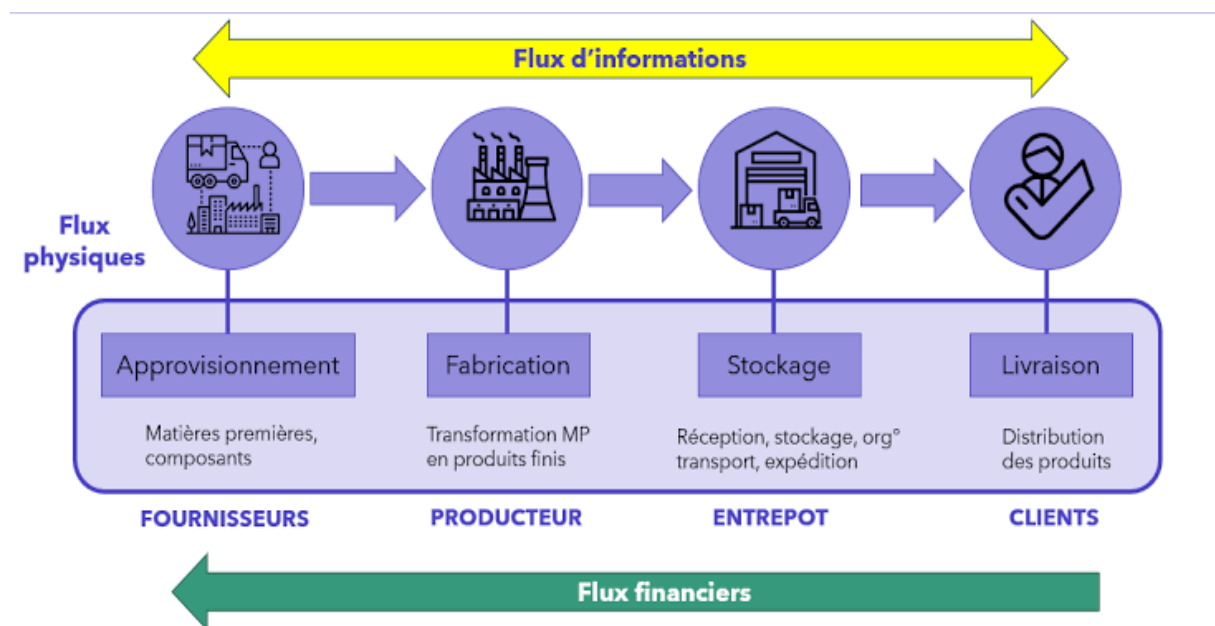 Flux d’informations
Flux
physiques
Approvisionnement
Fabrication
Stockage
Livraison
Matières premières,
composants
Transformation MP
en produits finis
Réception, stockage, org°
transport, expédition
Distribution
des produits
FOURNISSEURS
PRODUCTEUR
ENTREPOT
CLIENTS
Flux financiers